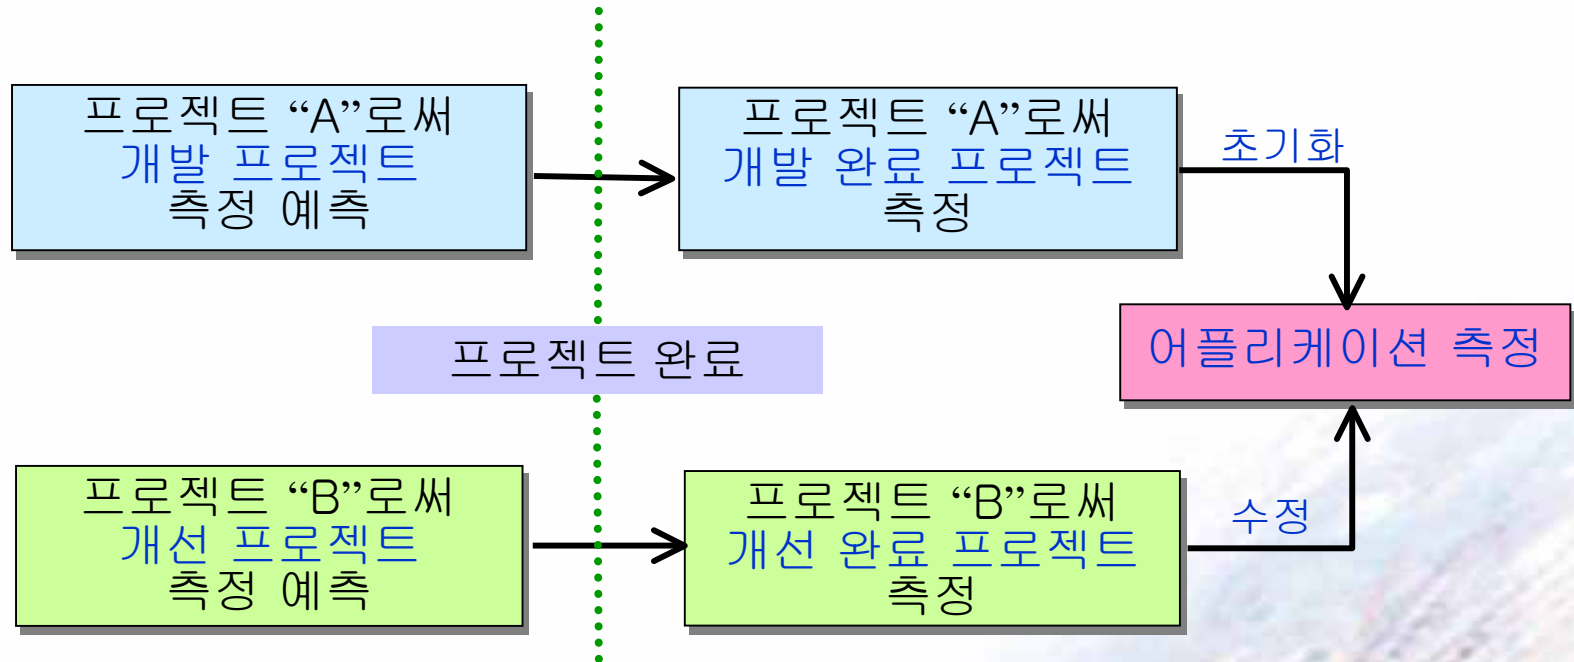 프로젝트 “A”로써
개발 프로젝트
측정 예측
프로젝트 “A”로써
개발 완료 프로젝트
측정
초기화
어플리케이션 측정
프로젝트 완료
프로젝트 “B”로써
개선 프로젝트
측정 예측
프로젝트 “B”로써
개선 완료 프로젝트
측정
수정